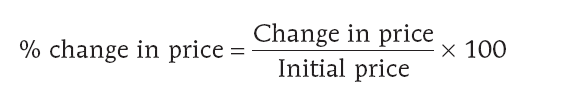 % change in price = Change in price / Initial price × 100